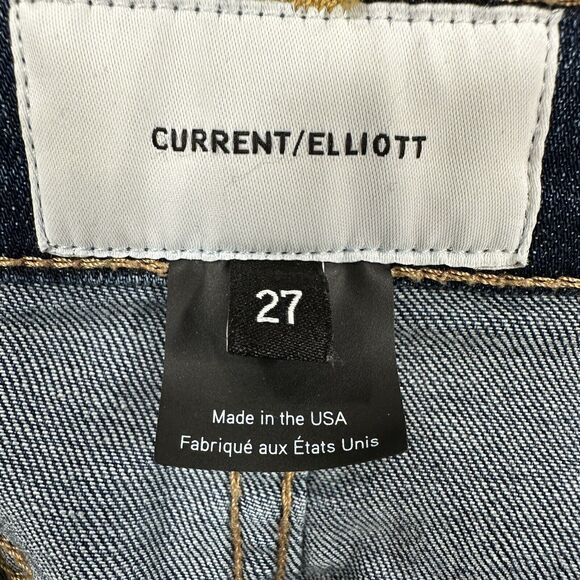 CURRENT/ELLIOTT
27
Made in the USA
Fabriqué aux États Unis